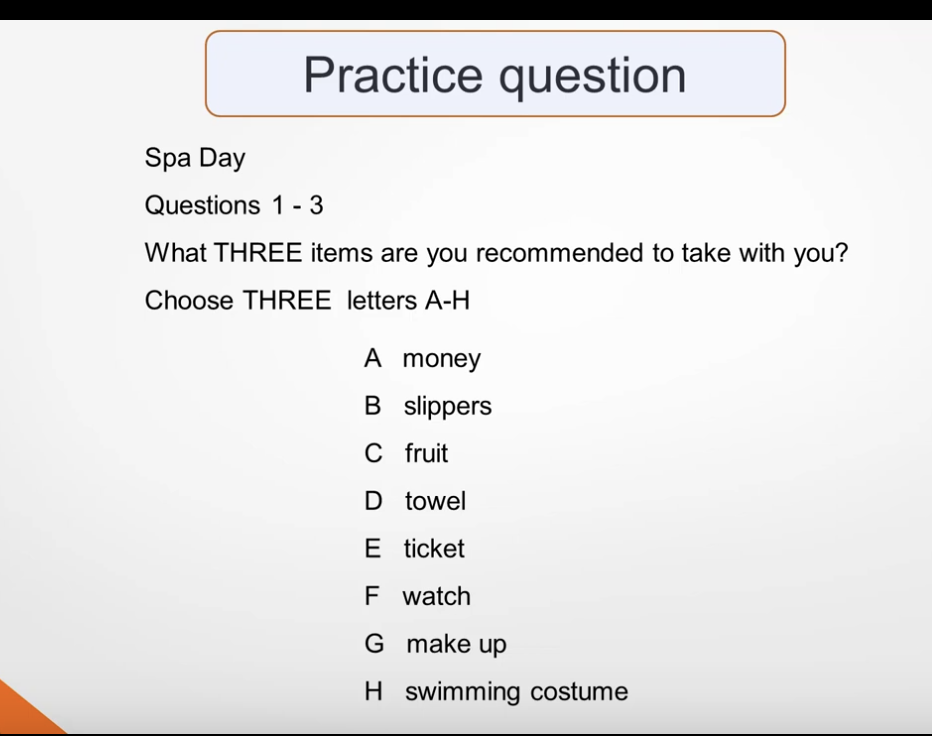 Practice question
Spa Day
Questions 1 - 3
What THREE items are you recommended to take with you?
Choose THREE letters A-H
A money
B slippers
C fruit
D towel
E ticket
F watch
G make up
H swimming costume